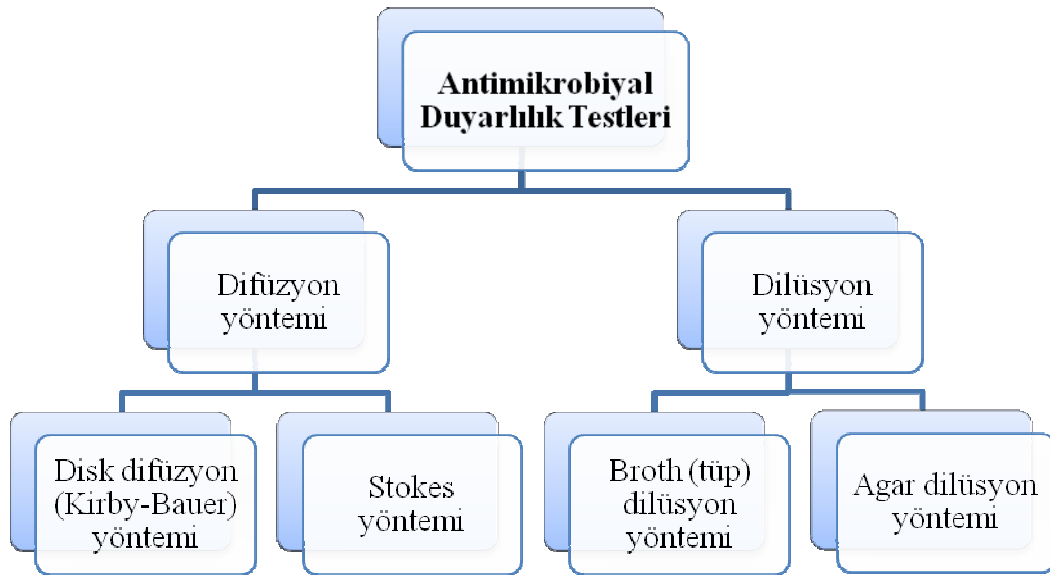 Antimikrobiyal
Duyarlılık Testleri
Difüzyon
yöntemi
Dilüsyon
yöntemi
Disk difüzyon
(Kirby-Bauer)
yöntemi
Stokes
yöntemi
Broth (tüp)
dilüsyon
yöntemi
Agar dilüsyon
yöntemi